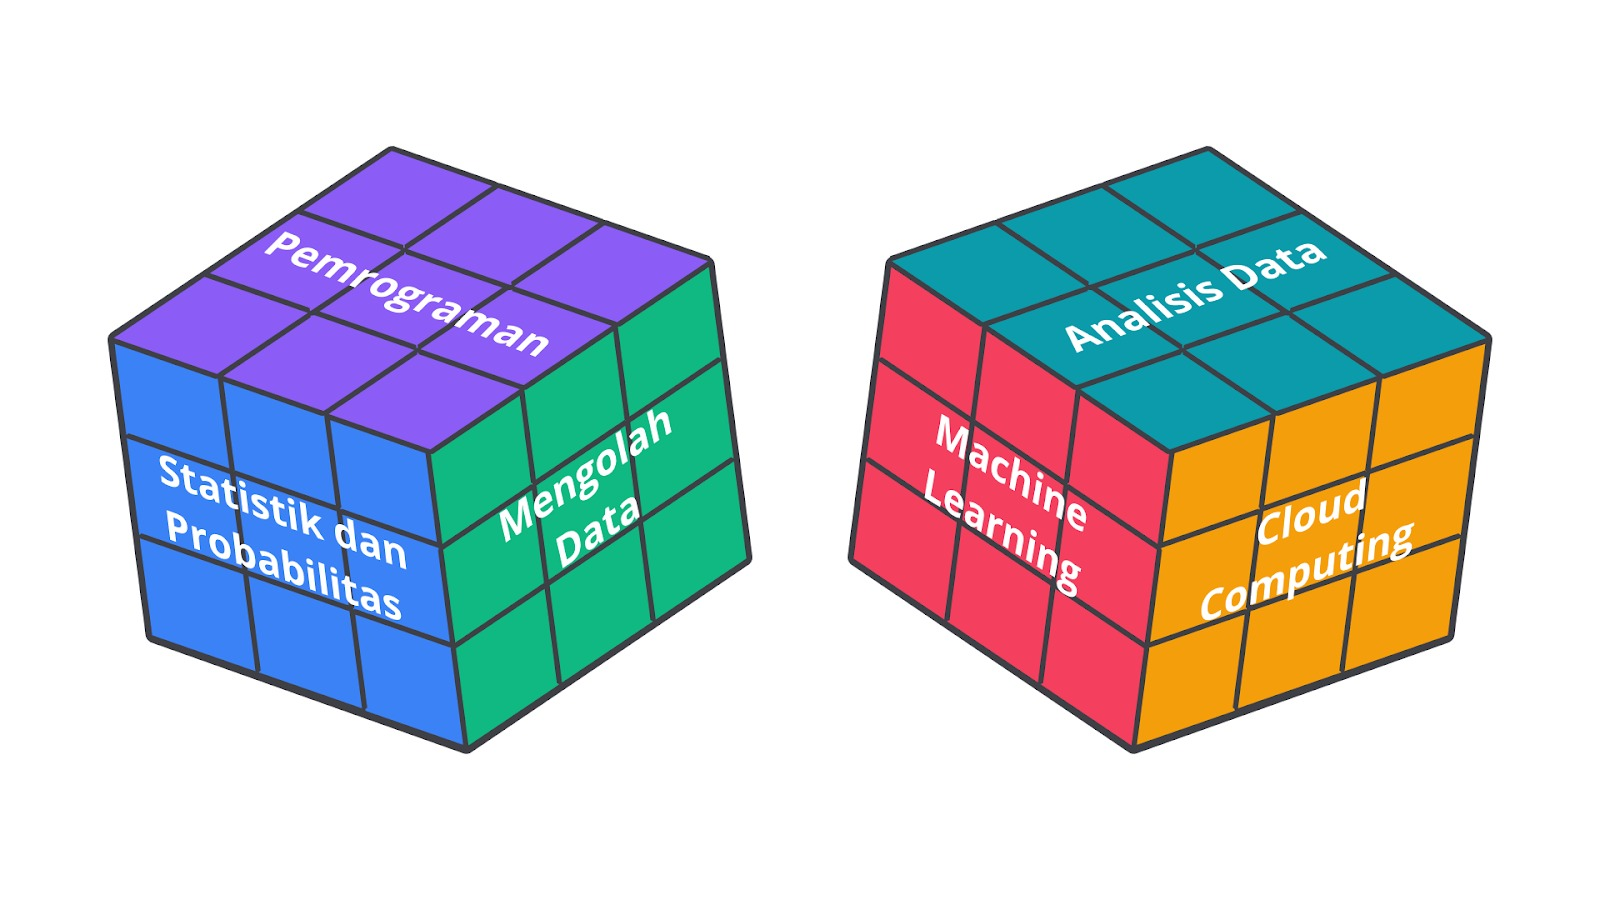 Pemrograman
Statistik dan
Probabilitas
Mengolah
Data
Analisis Data
Machine
Learning
Cloud
Computing